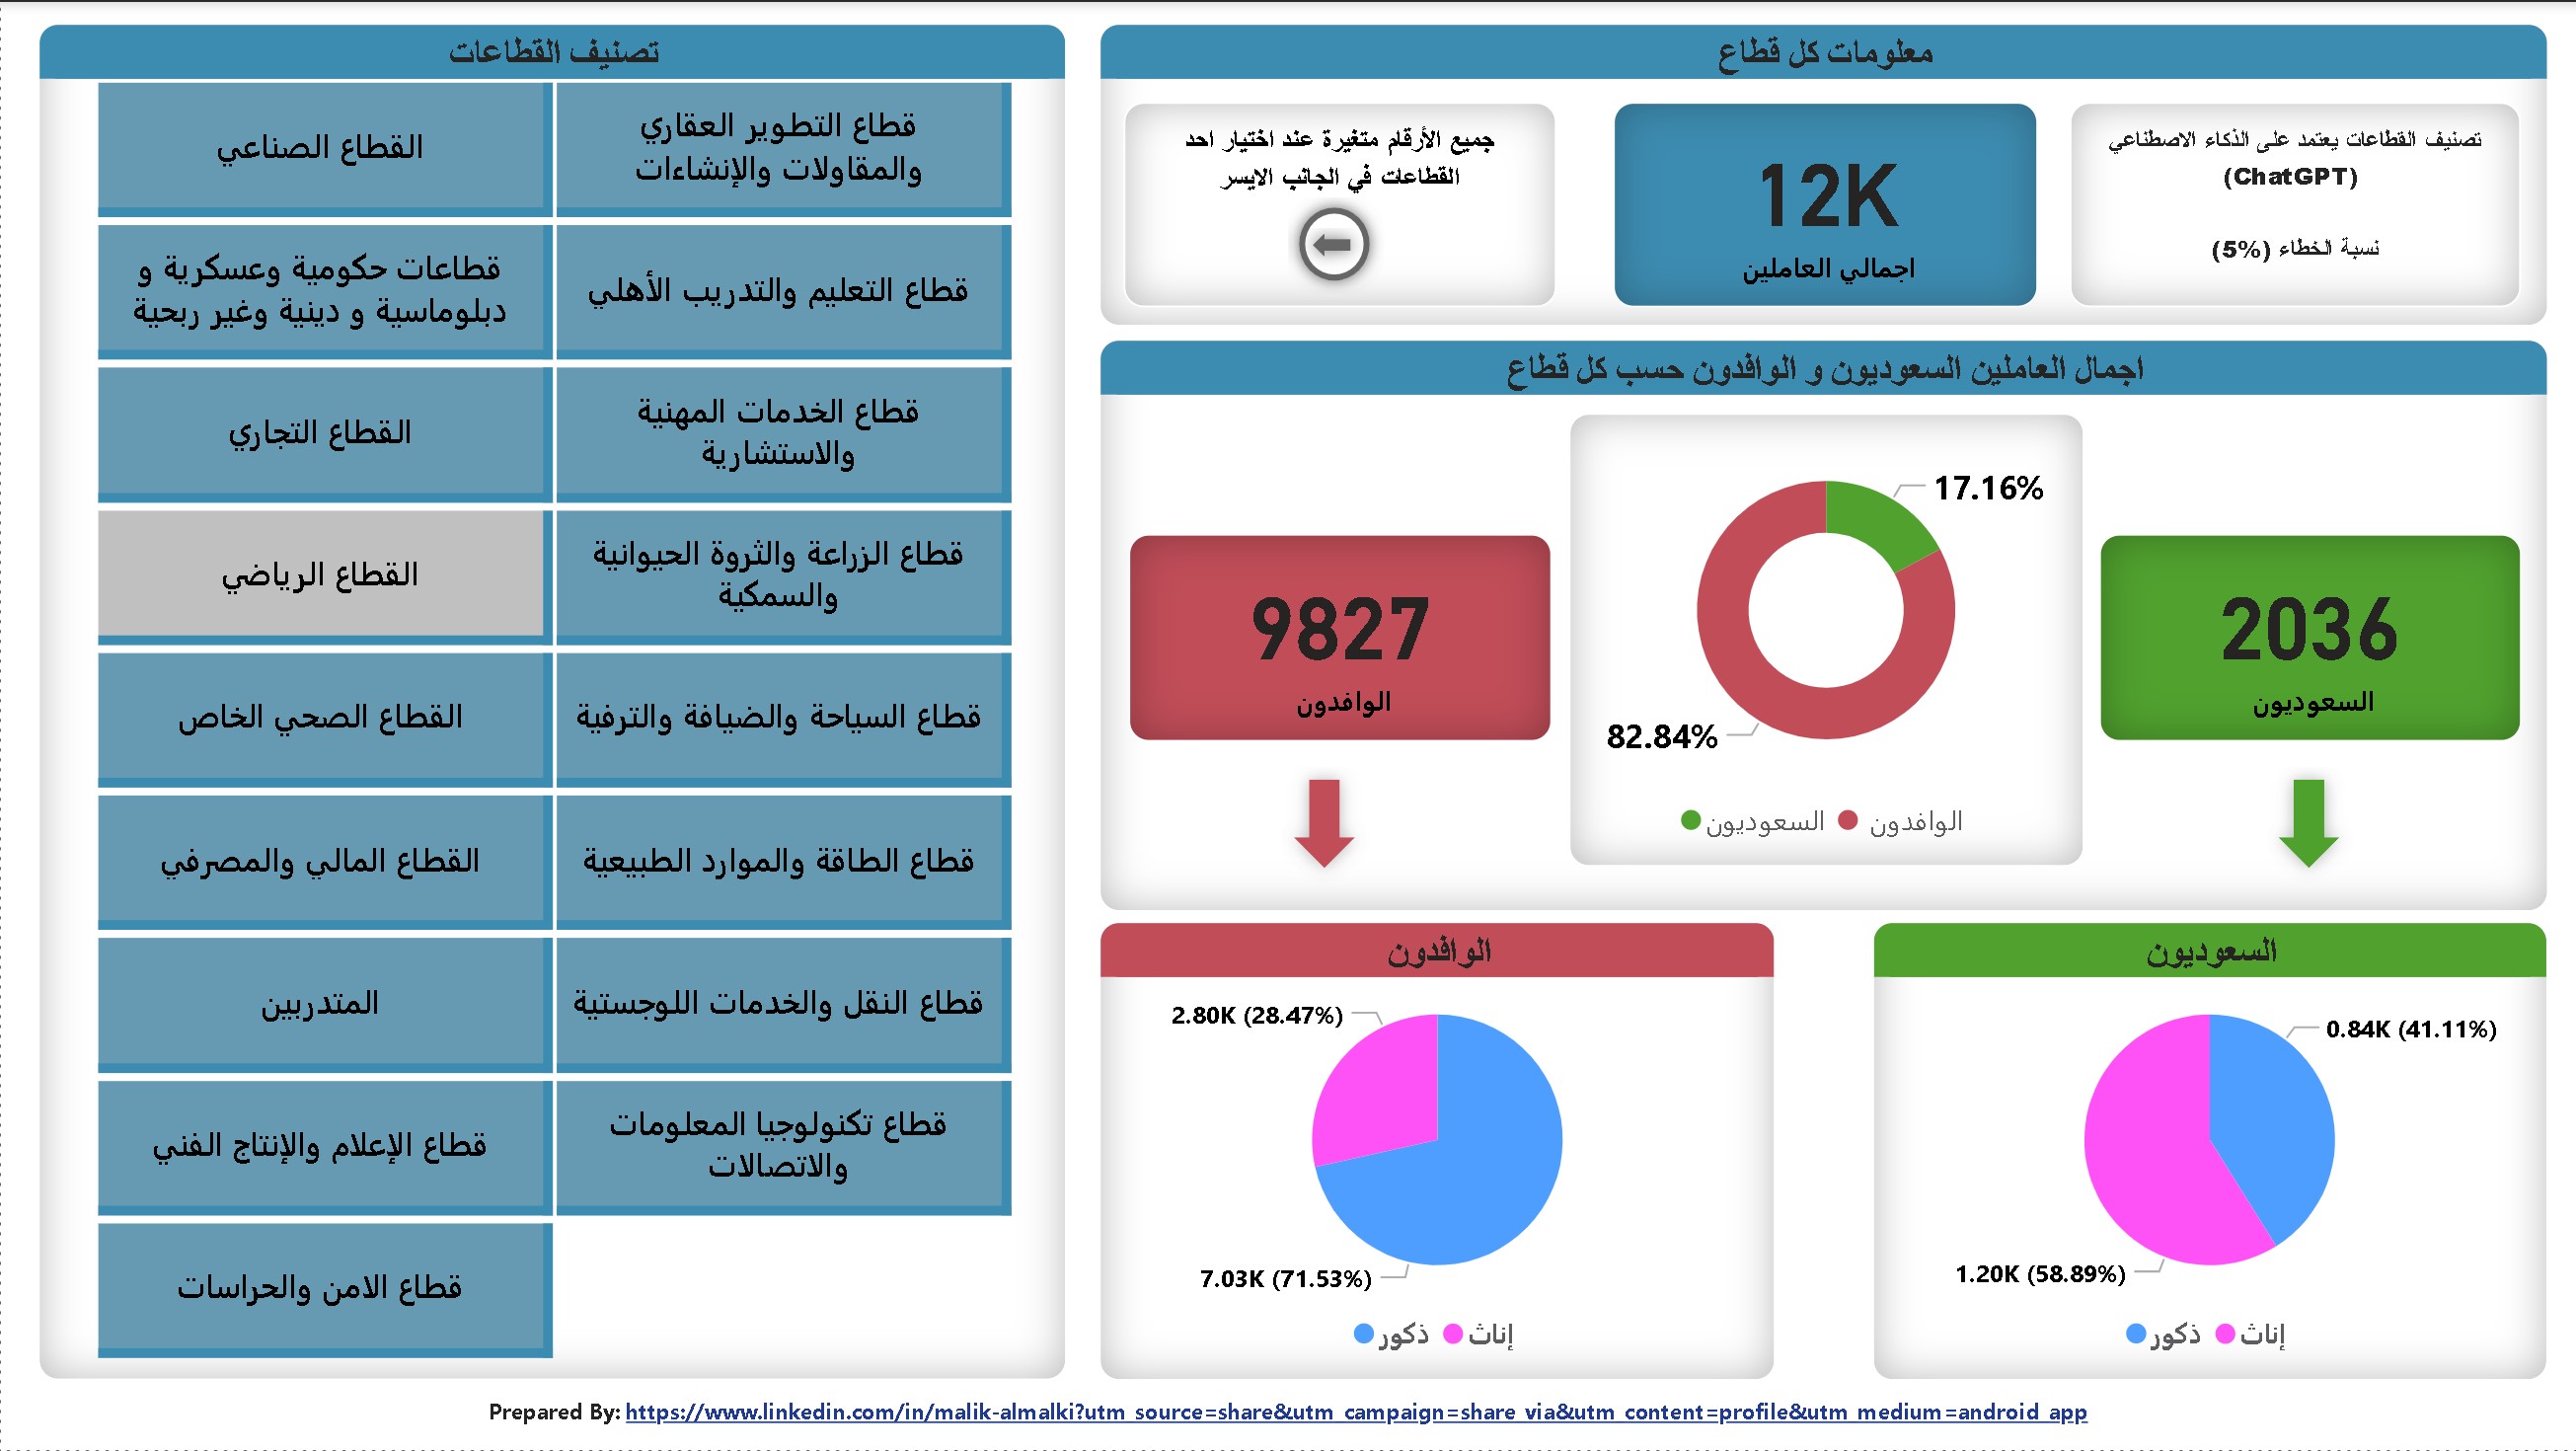 معلومات كل قطاع
تصنيف القطاعات يعتمد على الذكاء الاصطناعي
(ChatGPT)
نسبة الخطاء (5%)
12K
اجمالي العاملين
جميع الأرقام متغيرة عند اختيار احد
القطاعات في الجانب الايسر
اجمال العاملين السعوديون و الوافدون حسب كل قطاع
2036
السعوديون
17.16%
82.84%
السعوديون
الوافدون
9827
الوافدون
السعوديون
0.84K (41.11%)
1.20K (58.89%)
ذكور
إناث
الوافدون
2.80K (28.47%)
7.03K (71.53%)
ذكور
إناث
تصنيف القطاعات
قطاع التطوير العقاري
والمقاولات والإنشاءات
القطاع الصناعي
قطاع التعليم والتدريب الأهلي
قطاعات حكومية وعسكرية و
دبلوماسية و دينية وغير ربحية
قطاع الخدمات المهنية
والاستشارية
القطاع التجاري
قطاع الزراعة والثروة الحيوانية
والسمكية
القطاع الرياضي
قطاع السياحة والضيافة والترفية
القطاع الصحي الخاص
قطاع الطاقة والموارد الطبيعية
القطاع المالي والمصرفي
قطاع النقل والخدمات اللوجستية
المتدربين
قطاع تكنولوجيا المعلومات
والاتصالات
قطاع الإعلام والإنتاج الفني
قطاع الامن والحراسات
Prepared By: https://www.linkedin.com/in/malik-almalki?utm_source=share&utm_campaign=share_via&utm_content=profile&utm_medium=android_app